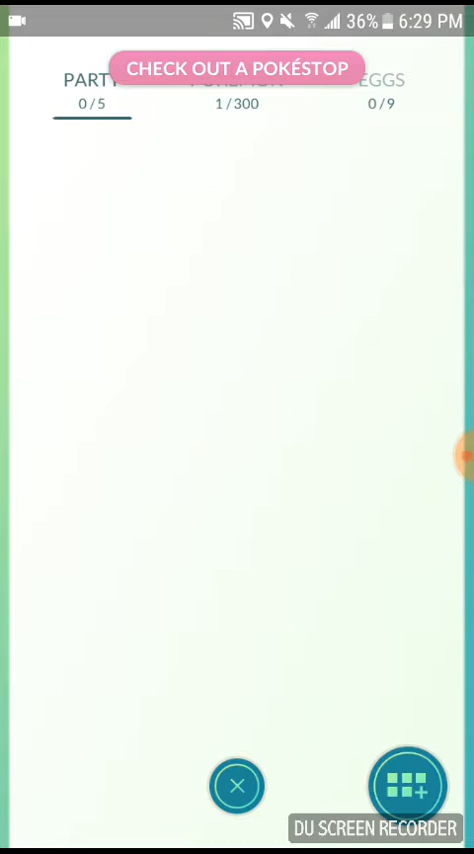 36% 6:29 PM
CHECK OUT A POKÉSTOP
PARTY EGGS
0/5 1/300 0/9
DU SCREEN RECORDER